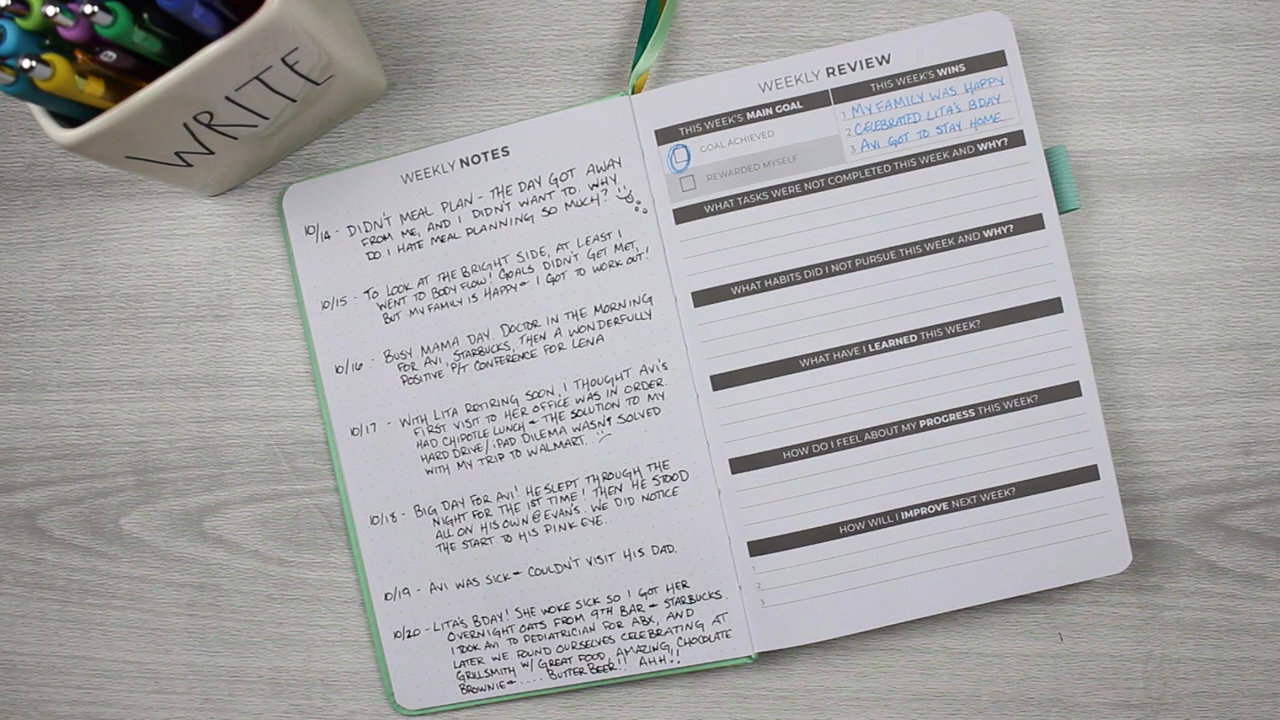 WRITE
WEEKLY NOTES
10/14 - DIDN'T MEAL PLAN - THE DAY GOT AWAY
FROM ME, AND I DIDN'T WANT TO. WHY
DO I HATE MEAL PLANNING SO MUCH?
10/15 - TO LOOK AT THE BRIGHT SIDE, AT LEAST I
WENT TO BODY FLOW! GOALS, DIDN'T GET MET,
BUT MY FAMILY IS HAPPY - I GOT TO WORK OUT!
10/16 - BUSY MAMA DAY. DOCTOR IN THE MORNING
FOR AVI, STARBUCKS, THEN A WONDERFULLY
POSITIVE P/T CONFERENCE FOR LENA
10/17 - WITH LITA RETIRING SOON, I THOUGHT AVI'S
FIRST VISIT TO HER OFFICE WAS IN ORDER.
HAD CHIPOTLE LUNCH - THE SOLUTION TO MY
HARD DRIVE/iPAD DILEMA WASN'T SOLVED
WITH MY TRIP TO WALMART.
10/18 - BIG DAY FOR AVI! HE SLEPT THROUGH THE
NIGHT FOR THE 1ST TIME! THEN HE STOOD
ALL ON HIS OWN @ EVANS. WE DID NOTICE
THE START TO HIS PINK EYE.
10/19 - AVI WAS SICK - COULDN'T VISIT HIS DAD.
10/20 - LITA'S BDAY! SHE WOKE SICK SO I GOT HER
OVERNIGHT OATS FROM 9TH BAR - STARBUCKS.
I TOOK AVI TO PEDIATRICIAN FOR ABX, AND
LATER WE FOUND OURSELVES CELEBRATING AT
GRILLSMITH W/ GREAT FOOD, AMAZING, CHOCOLATE
BROWNIE - .... BUTTERBEER!! AHH!!
WEEKLY REVIEW
THIS WEEK'S MAIN GOAL
GOAL ACHIEVED
REWARDED MYSELF
THIS WEEK'S WINS
1 MY FAMILY WAS HAPPY
2 CELEBRATED LITA'S BDAY
3 AVI GOT TO STAY HOME
WHAT TASKS WERE NOT COMPLETED THIS WEEK AND WHY?
WHAT HABITS DID I NOT PURSUE THIS WEEK AND WHY?
WHAT HAVE I LEARNED THIS WEEK?
HOW DO I FEEL ABOUT MY PROGRESS THIS WEEK?
HOW WILL I IMPROVE NEXT WEEK?
1
2
3